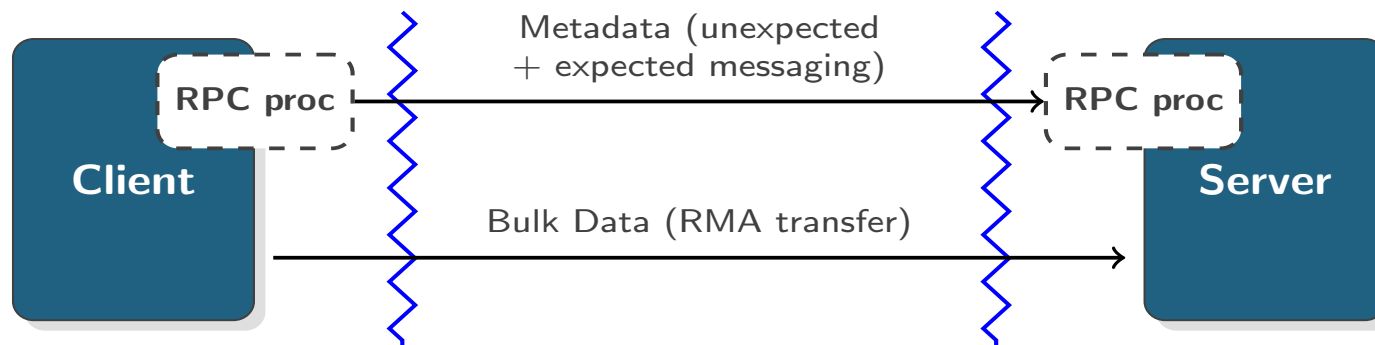 Metadata (unexpected
+ expected messaging)
RPC proc
RPC proc
Client
Server
Bulk Data (RMA transfer)